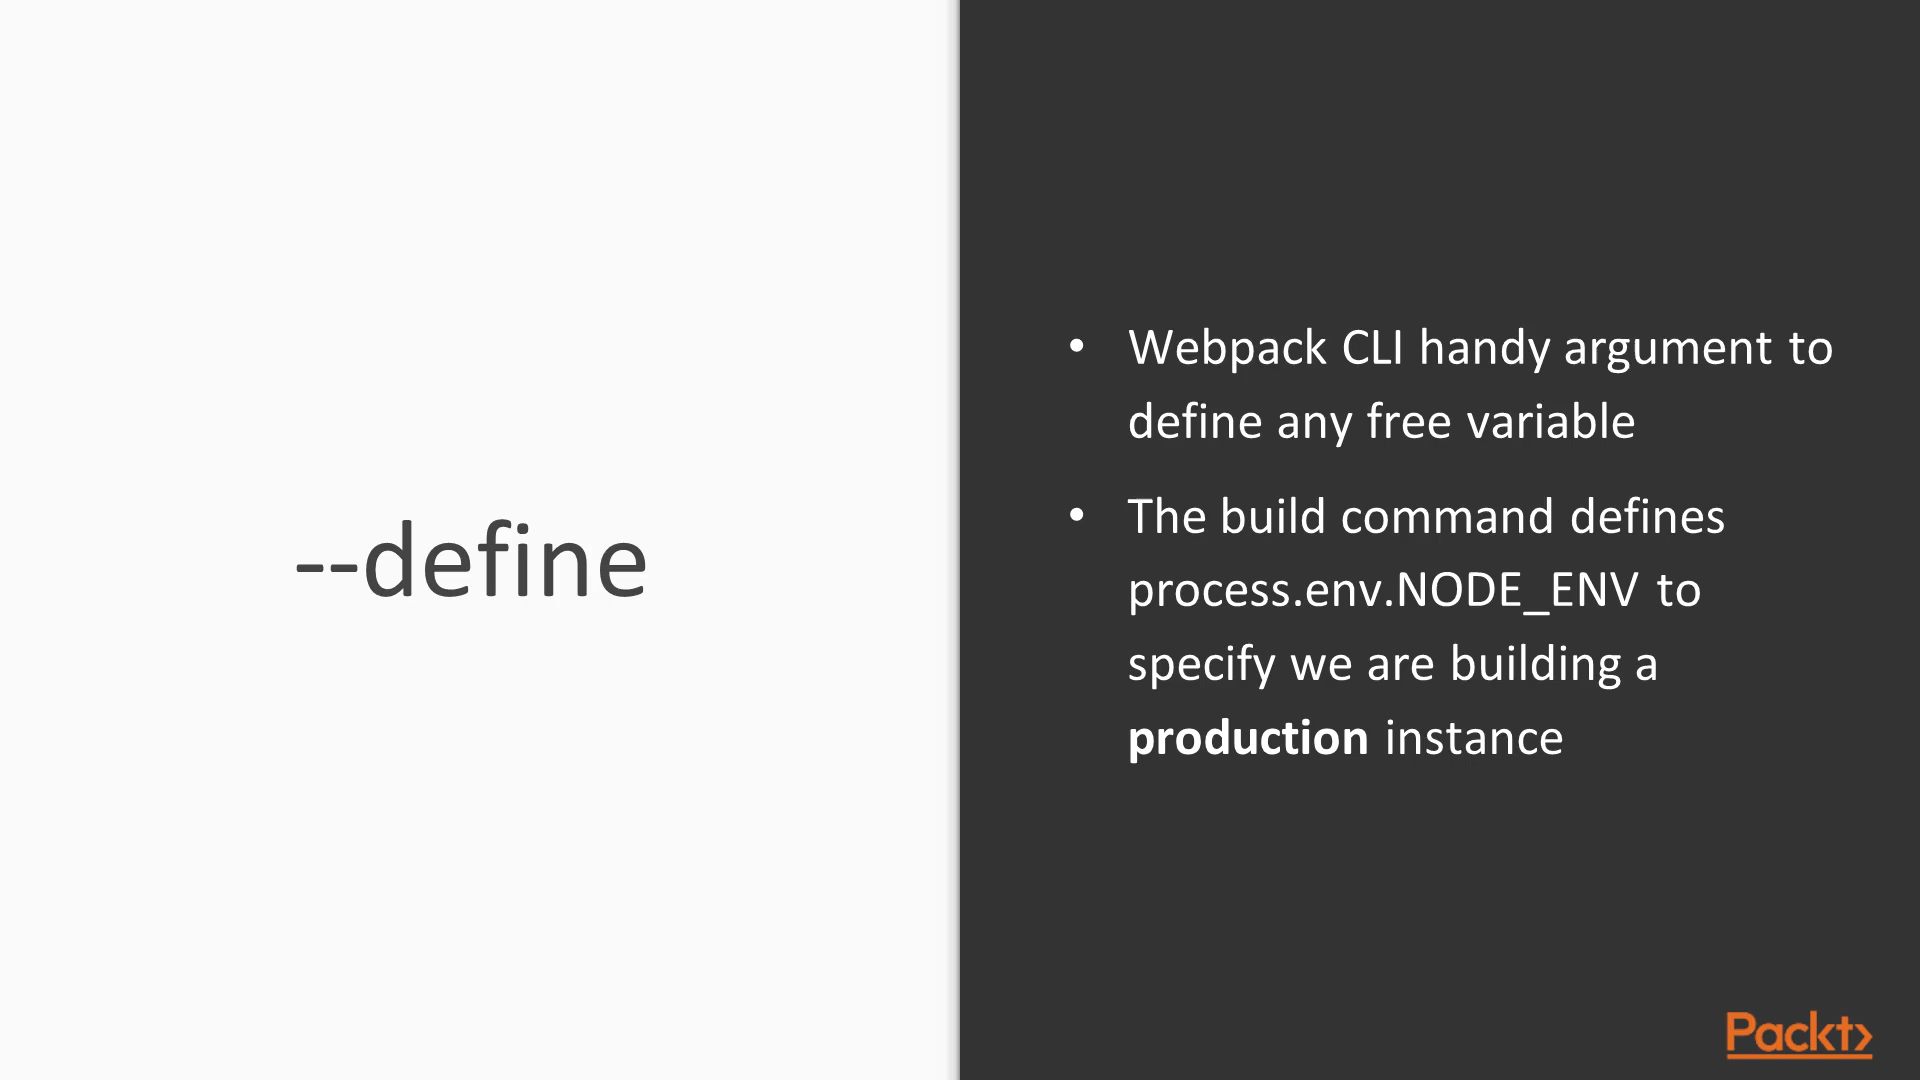 --define
• Webpack CLI handy argument to
define any free variable
• The build command defines
process.env.NODE_ENV to
specify we are building a
production instance
Packt>